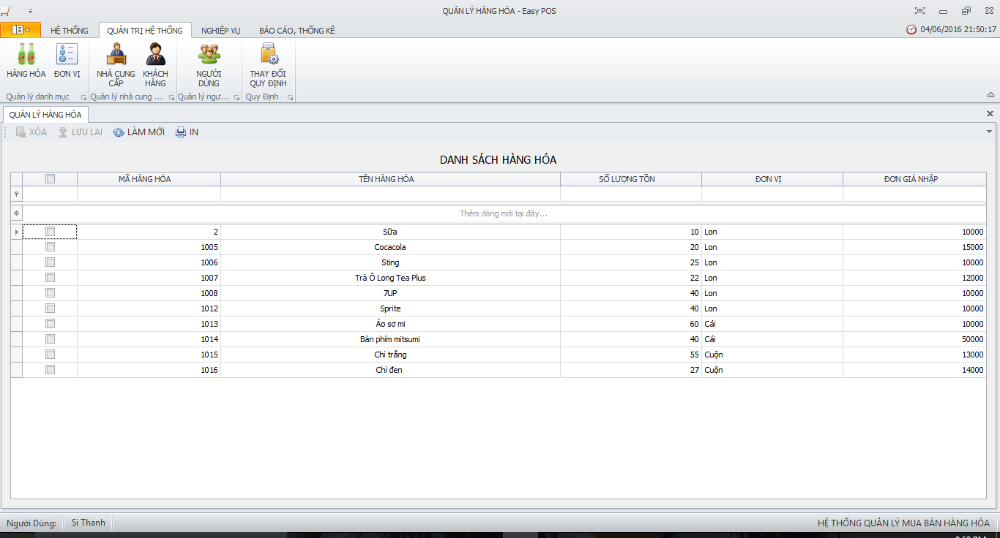 QUẢN LÝ HÀNG HÓA - Easy POS
HỆ THỐNG QUẢN TRỊ HỆ THỐNG NGHIỆP VỤ BÁO CÁO, THỐNG KÊ 04/06/2016 21:50:17
HÀNG HÓA ĐƠN VỊ NHÀ CUNG CẤP KHÁCH HÀNG NGƯỜI DÙNG THAY ĐỔI QUY ĐỊNH
Quản lý danh mục Quản lý nhà cung ... Quản lý ngư... Quy Định
QUẢN LÝ HÀNG HÓA
XÓA LƯU LẠI LÀM MỚI IN
DANH SÁCH HÀNG HÓA
MÃ HÀNG HÓA TÊN HÀNG HÓA SỐ LƯỢNG TỒN ĐƠN VỊ ĐƠN GIÁ NHẬP
Thêm dòng mới tại đây...
2 Sữa 10 Lon 10000
1005 Cocacola 20 Lon 15000
1006 Sting 25 Lon 10000
1007 Trà Ô Long Tea Plus 22 Lon 12000
1008 7UP 40 Lon 10000
1012 Sprite 40 Lon 10000
1013 Áo sơ mi 60 Cái 10000
1014 Bàn phím mitsumi 40 Cái 50000
1015 Chỉ trắng 55 Cuộn 13000
1016 Chỉ đen 27 Cuộn 14000
Người Dùng: Si Thanh HỆ THỐNG QUẢN LÝ MUA BÁN HÀNG HÓA